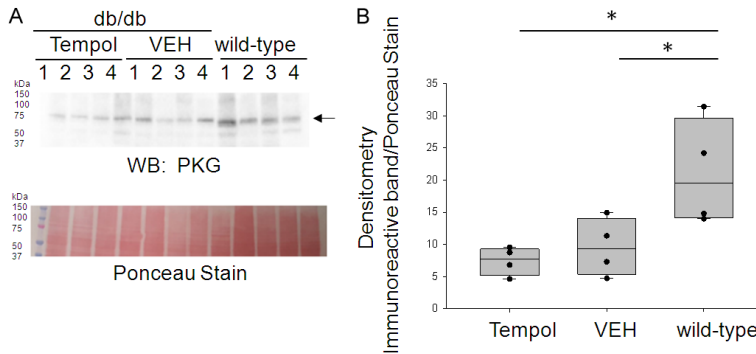 A
db/db
Tempol VEH wild-type
1 2 3 4 1 2 3 4 1 2 3 4
kDa
150
100
75
50
37
WB: PKG
kDa
150
100
75
50
37
Ponceau Stain
B
*
*
Densitometry
Immunoreactive band/Ponceau Stain
35
30
25
20
15
10
5
0
Tempol VEH wild-type